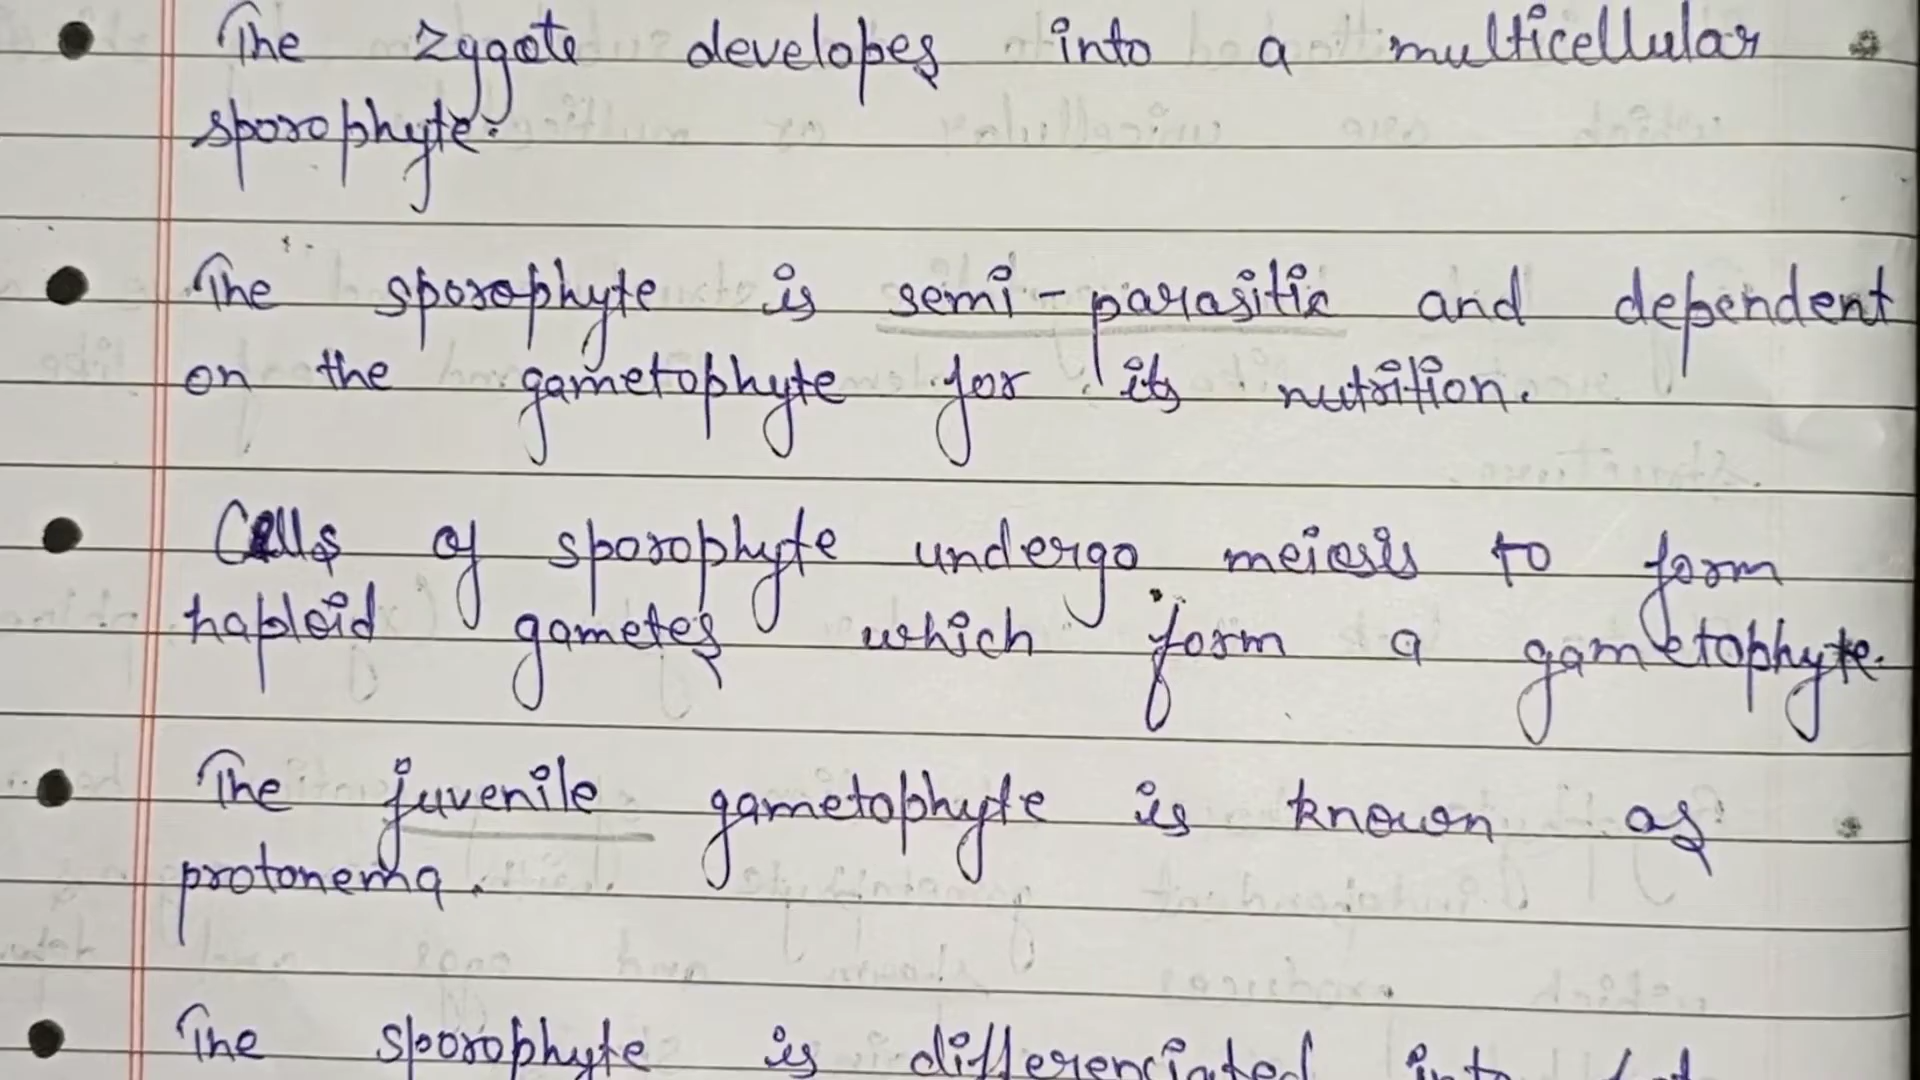 The zygote developes into a multicellular
sporophyte.
The sporophyte is semi-parasitic and dependent
on the gametophyte for its nutrition.
Cells of sporophyte undergo meiosis to form
haploid gametes which form a gametophyte.
The juvenile gametophyte is known as
protonema.
The sporophyte is differenciated into